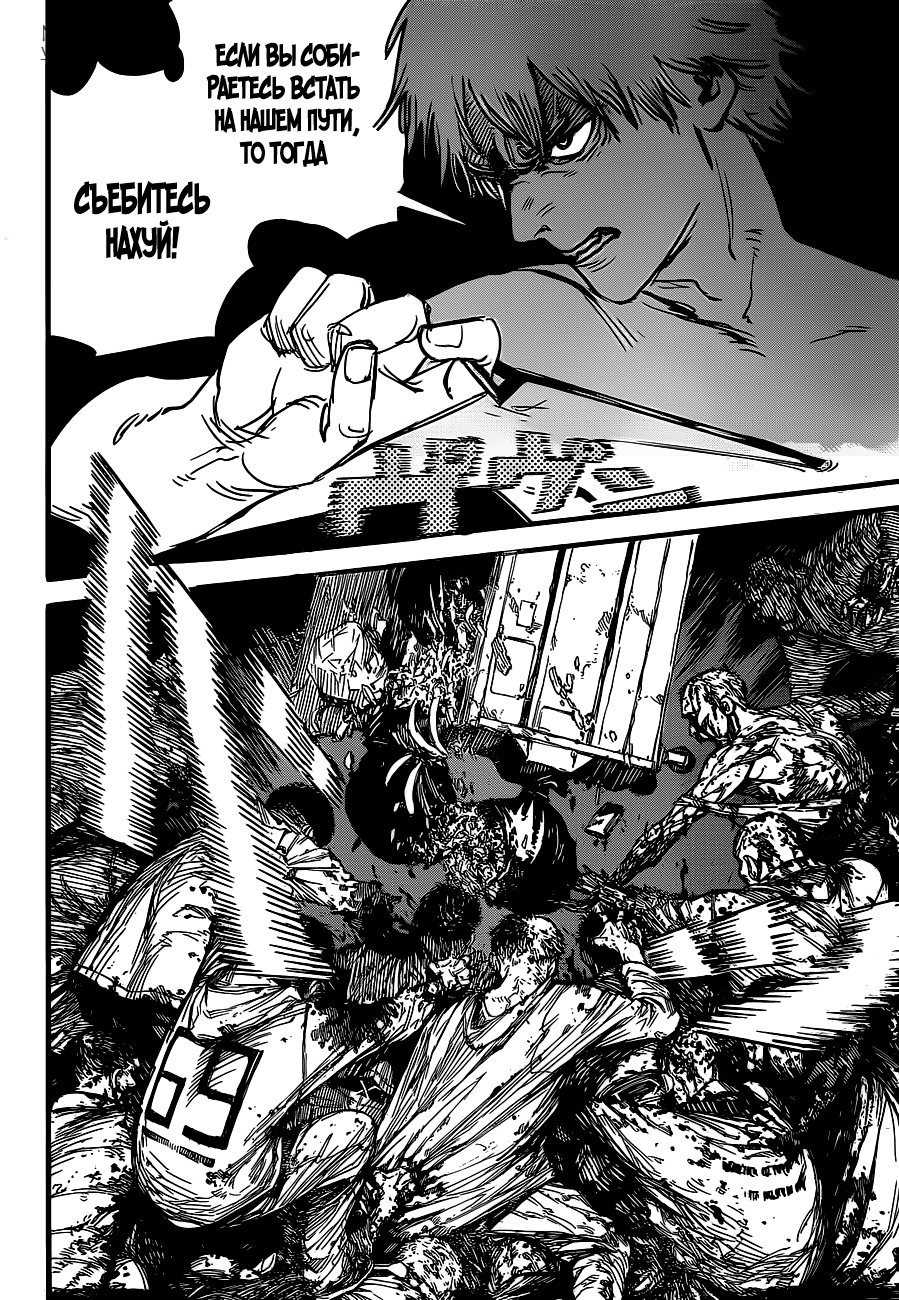 ЕСЛИ ВЫ СОБИ-
РАЕТЕСЬ ВСТАТЬ
НА НАШЕМ ПУТИ,
ТО ТОГДА
СЪЕБИТЕСЬ
НАХУЙ!
69